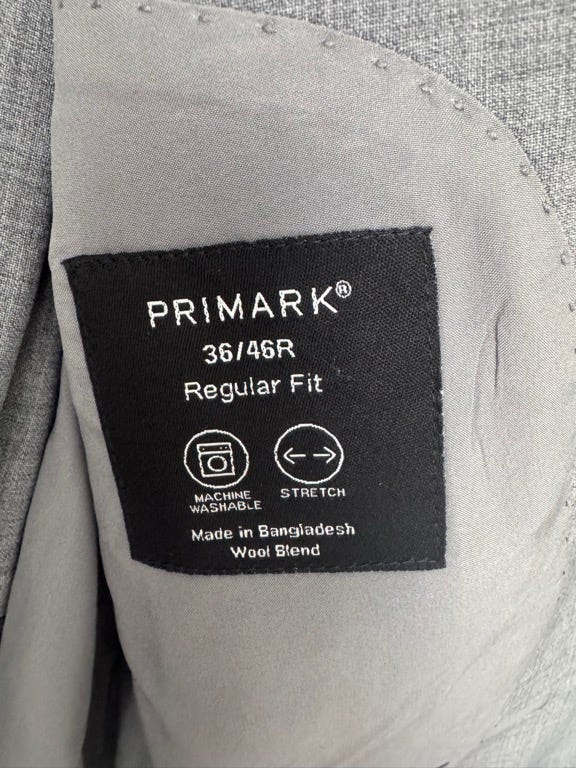 PRIMARK®
36/46R
Regular Fit
MACHINE
WASHABLE
STRETCH
Made in Bangladesh
Wool Blend